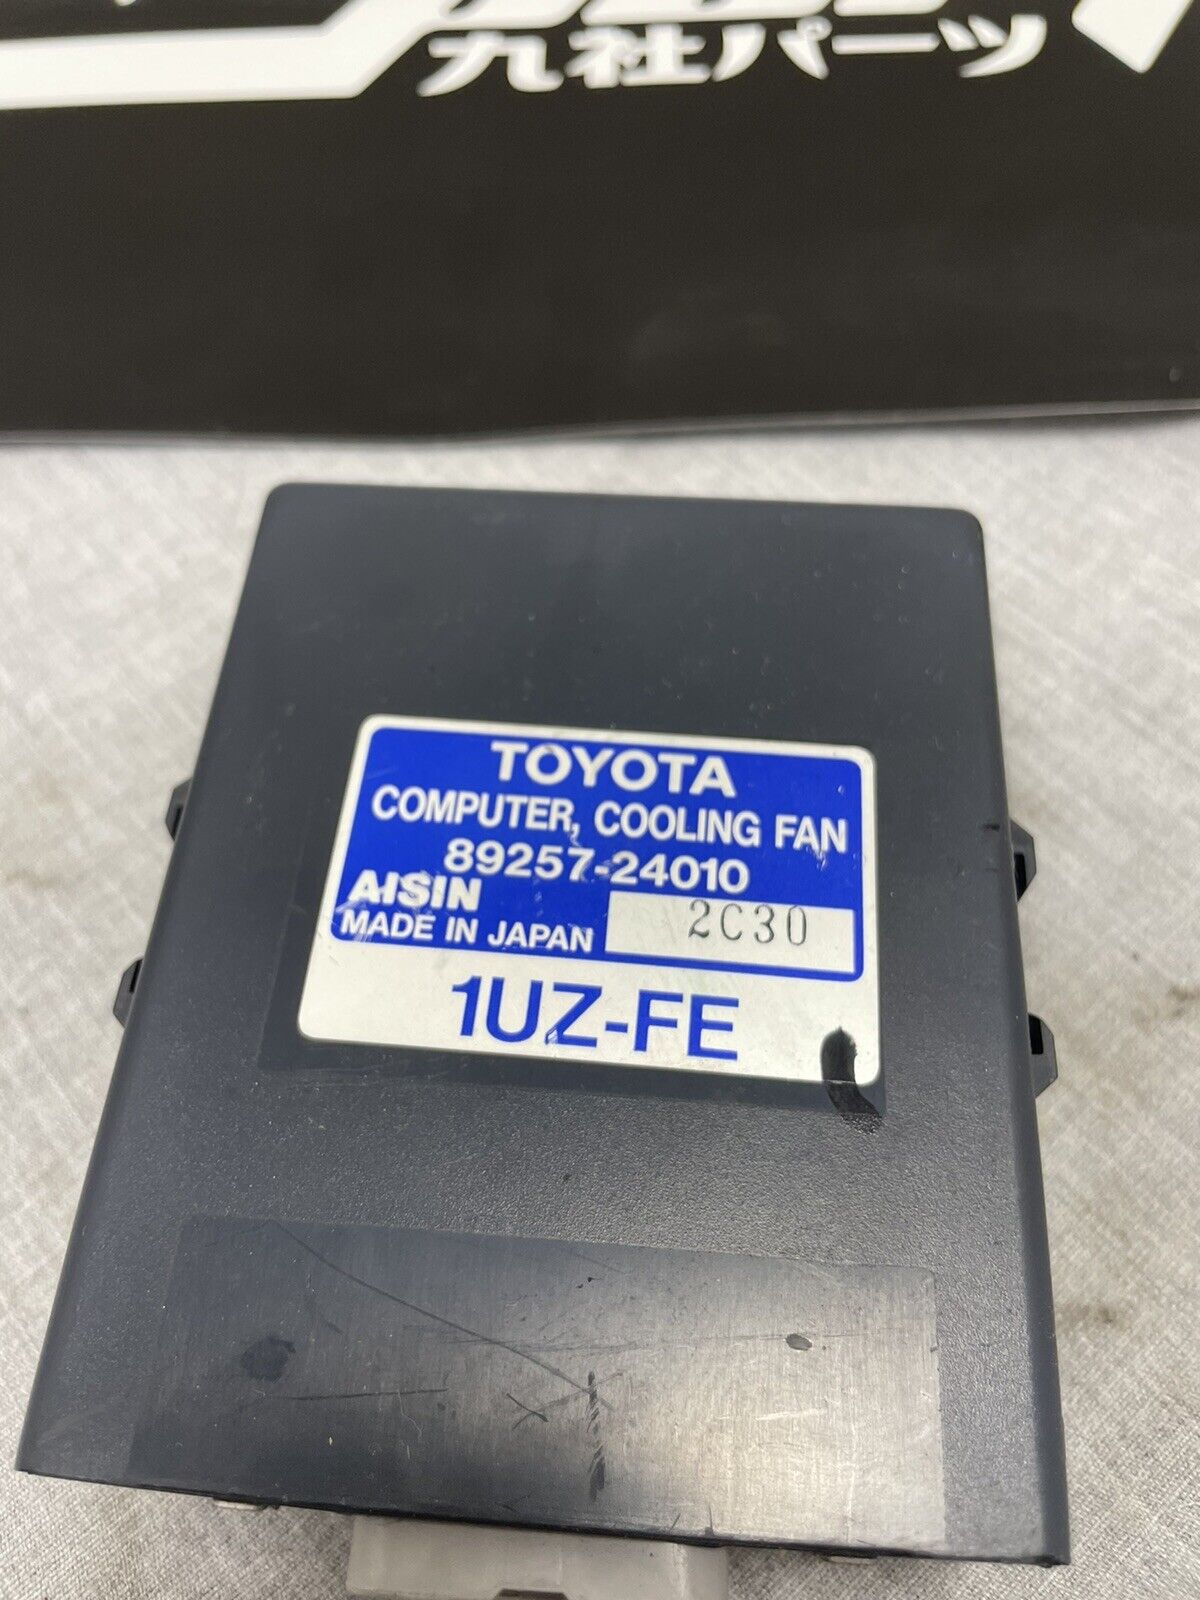 九社パーツ
TOYOTA
COMPUTER, COOLING FAN
89257-24010
AISIN
MADE IN JAPAN 2C30
1UZ-FE